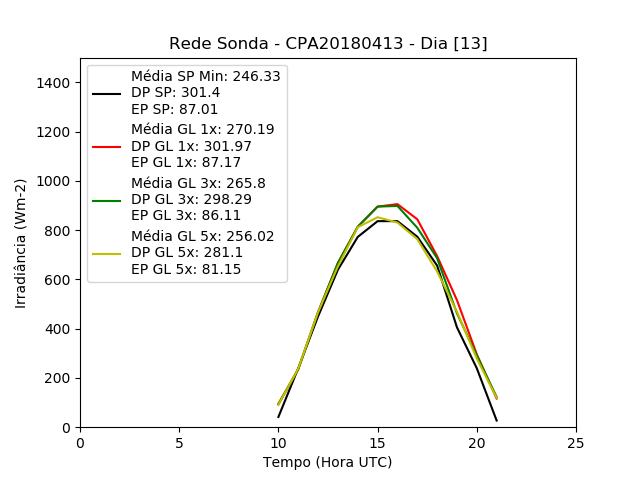 Rede Sonda - CPA20180413 - Dia [13]
Média SP Min: 246.33
DP SP: 301.4
EP SP: 87.01
Média GL 1x: 270.19
DP GL 1x: 301.97
EP GL 1x: 87.17
Média GL 3x: 265.8
DP GL 3x: 298.29
EP GL 3x: 86.11
Média GL 5x: 256.02
DP GL 5x: 281.1
EP GL 5x: 81.15
Irradiância (Wm-2)
1400
1200
1000
800
600
400
200
0
0 5 10 15 20 25
Tempo (Hora UTC)